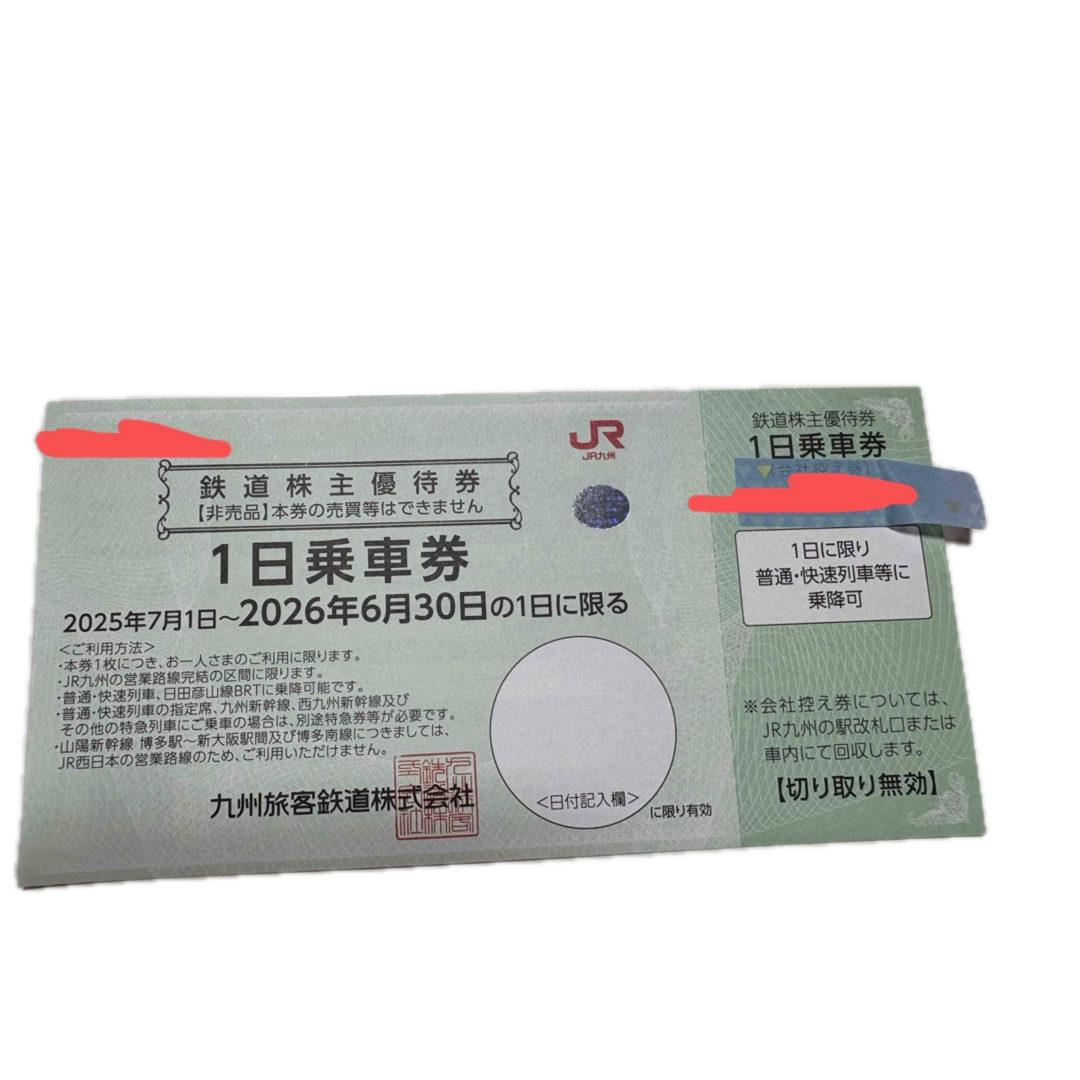 JR
JR九州
鉄道株主優待券
【非売品】本券の売買等はできません
1日乗車券
2025年7月1日～2026年6月30日の1日に限る
＜ご利用方法＞
・本券1枚につき、お一人さまのご利用に限ります。
・JR九州の営業路線完結の区間に限ります。
・普通・快速列車、日田彦山線BRTに乗降可能です。
・普通・快速列車の指定席、九州新幹線、西九州新幹線及び
その他の特急列車にご乗車の場合は、別途特急券等が必要です。
・山陽新幹線 博多駅～新大阪駅間及び博多南線につきましては、
JR西日本の営業路線のため、ご利用いただけません。
九州旅客鉄道株式会社
＜日付記入欄＞
に限り有効
鉄道株主優待券
1日乗車券
1日に限り
普通・快速列車等に
乗降可
※会社控え券については、
JR九州の駅改札口または
車内にて回収します。
【切り取り無効】